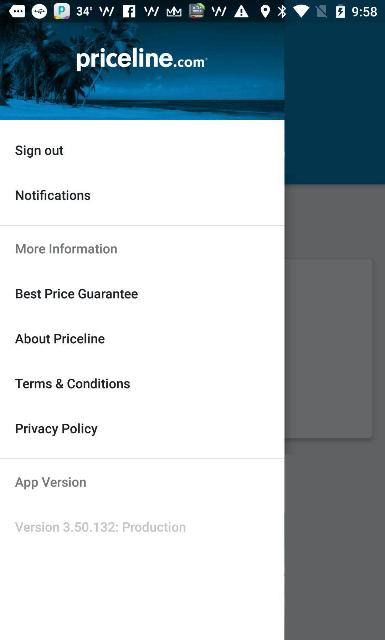 34°
9:58
priceline.com
Sign out
Notifications
More Information
Best Price Guarantee
About Priceline
Terms & Conditions
Privacy Policy
App Version
Version 3.50.132: Production